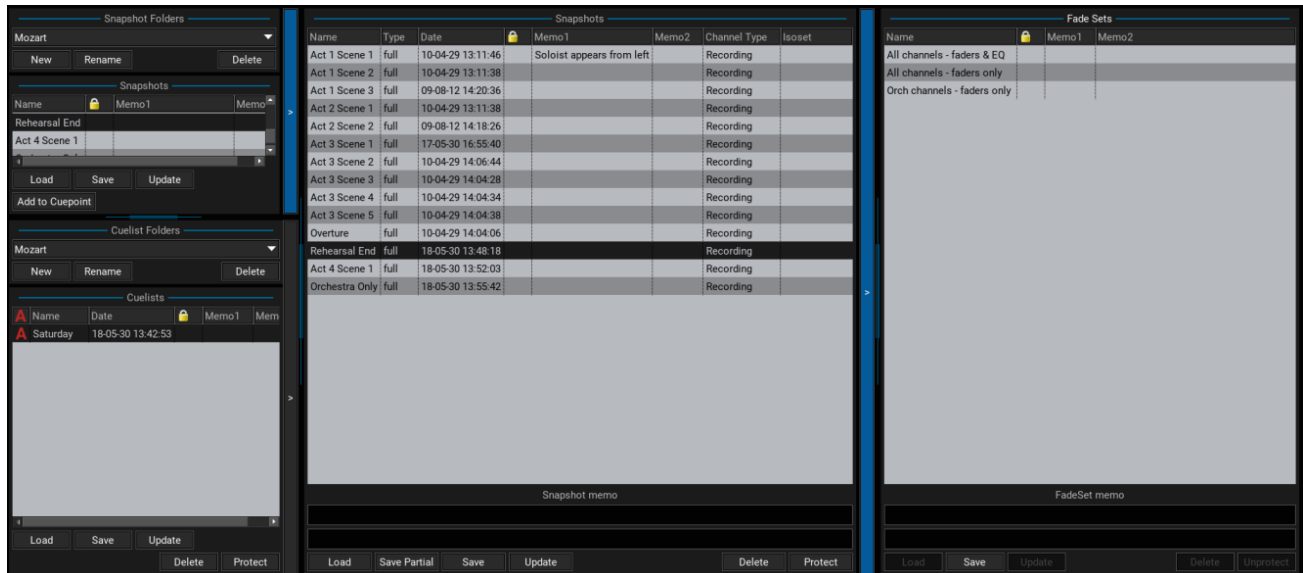 Snapshot Folders
Mozart
New Rename Delete
Snapshots
Name Memo1 Memo
Rehearsal End
Act 4 Scene 1
Load Save Update
Add to Cuepoint
Cuelist Folders
Mozart
New Rename Delete
Cuelists
A Name Date Memo1 Mem
A Saturday 18-05-30 13:42:53
Load Save Update
Delete Protect
>
>
Snapshots
Name Type Date Memo1 Memo2 Channel Type Isoset
Act 1 Scene 1 full 10-04-29 13:11:46 Soloist appears from left Recording
Act 1 Scene 2 full 10-04-29 13:11:38 Recording
Act 1 Scene 3 full 09-08-12 14:20:36 Recording
Act 2 Scene 1 full 10-04-29 13:11:38 Recording
Act 2 Scene 2 full 09-08-12 14:18:26 Recording
Act 3 Scene 1 full 17-05-30 16:55:40 Recording
Act 3 Scene 2 full 10-04-29 14:06:44 Recording
Act 3 Scene 3 full 10-04-29 14:04:28 Recording
Act 3 Scene 4 full 10-04-29 14:04:34 Recording
Act 3 Scene 5 full 10-04-29 14:04:38 Recording
Overture full 10-04-29 14:04:06 Recording
Rehearsal End full 18-05-30 13:48:18 Recording
Act 4 Scene 1 full 18-05-30 13:52:03 Recording
Orchestra Only full 18-05-30 13:55:42 Recording
Snapshot memo
Load Save Partial Save Update Delete Protect
>
Fade Sets
Name Memo1 Memo2
All channels - faders & EQ
All channels - faders only
Orch channels - faders only
FadeSet memo
Load Save Update Delete Unprotect